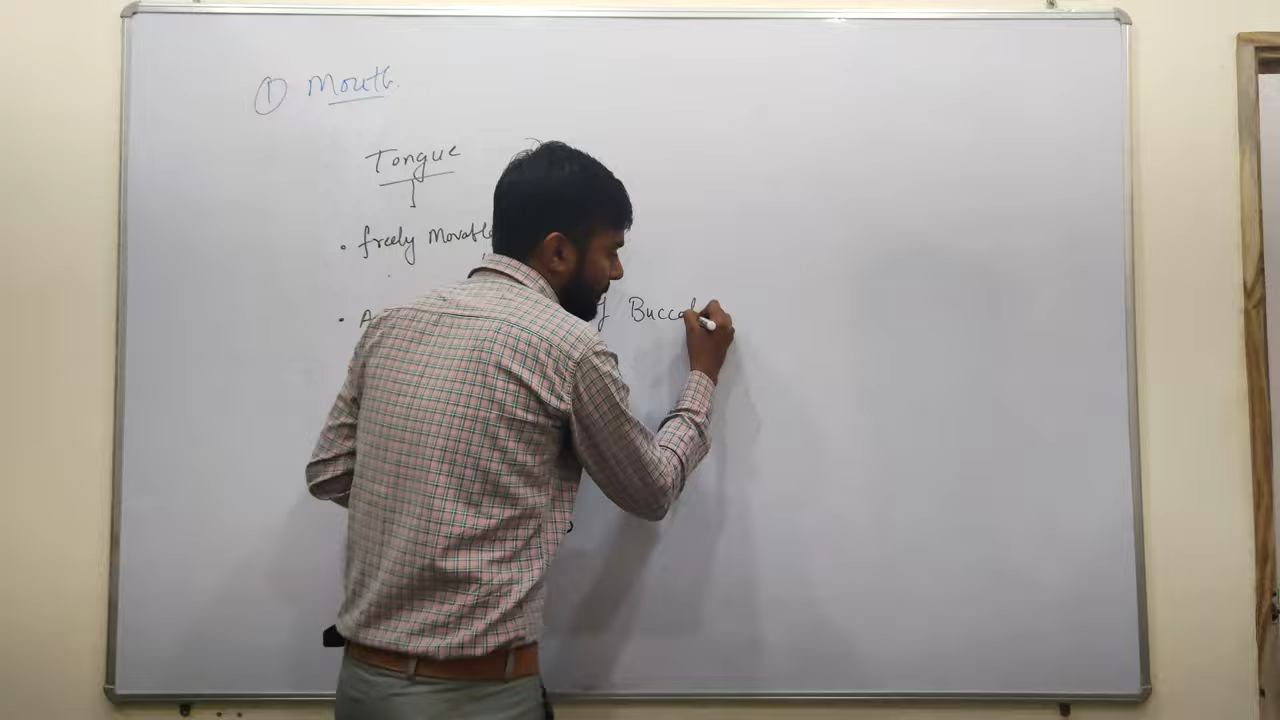 ① Mouth.
Tongue
• freely Movable
• A
Buccal